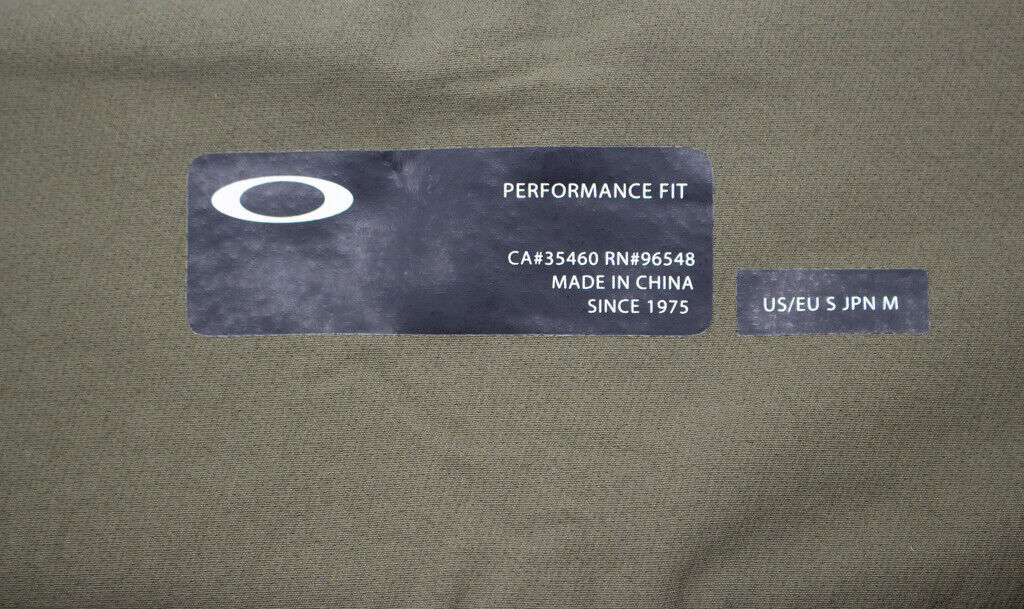 PERFORMANCE FIT
CA#35460 RN#96548
MADE IN CHINA
SINCE 1975
US/EU S JPN M